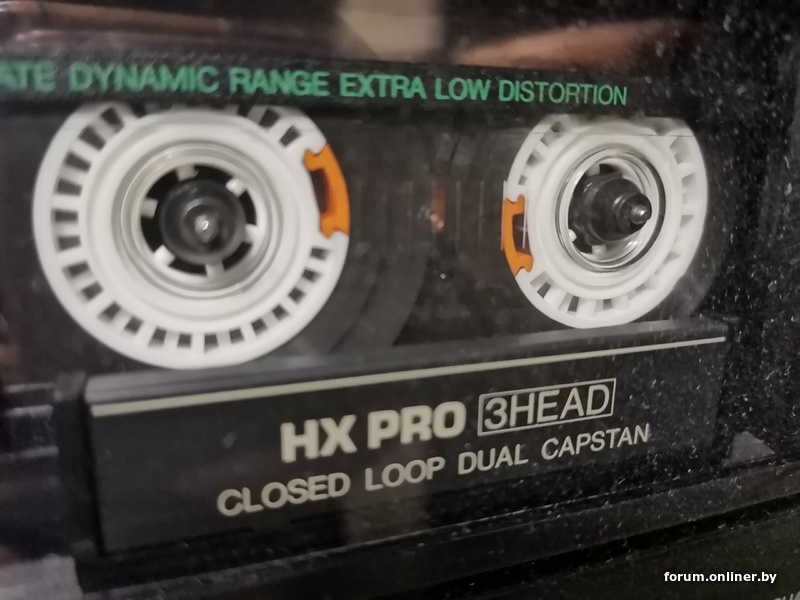 DYNAMIC RANGE EXTRA LOW DISTORTION
HX PRO 3HEAD
CLOSED LOOP DUAL CAPSTAN
forum.onliner.by